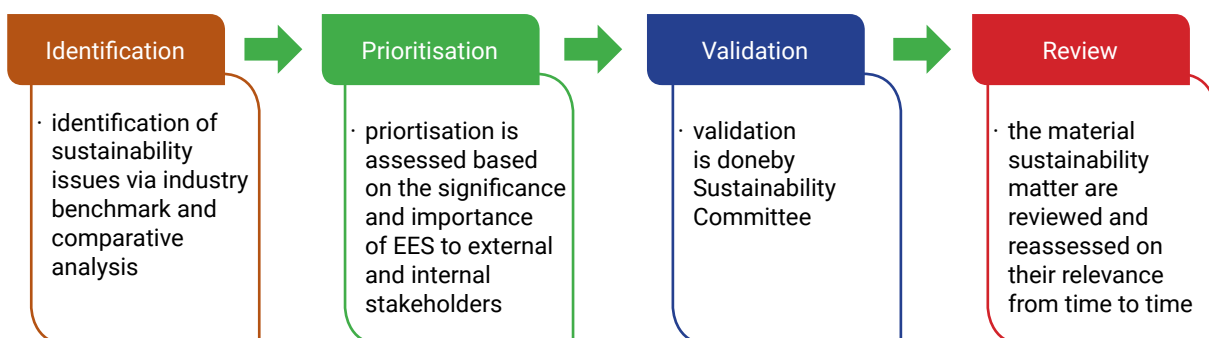 Identification
· identification of
sustainability
issues via industry
benchmark and
comparative
analysis
Prioritisation
· priortisation is
assessed based
on the significance
and importance
of EES to external
and internal
stakeholders
Validation
· validation
is doneby
Sustainability
Committee
Review
· the material
sustainability
matter are
reviewed and
reassessed on
their relevance
from time to time